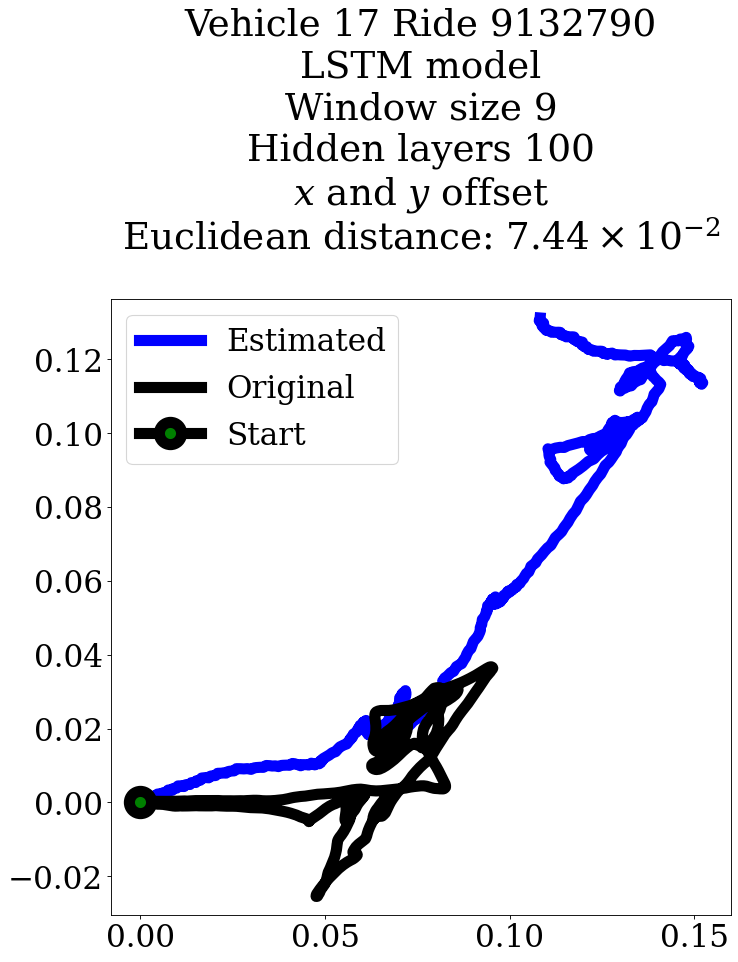 Vehicle 17 Ride 9132790
LSTM model
Window size 9
Hidden layers 100
x and y offset
Euclidean distance: 7.44 × 10⁻²
Estimated
Original
Start
0.12
0.10
0.08
0.06
0.04
0.02
0.00
−0.02
0.00 0.05 0.10 0.15